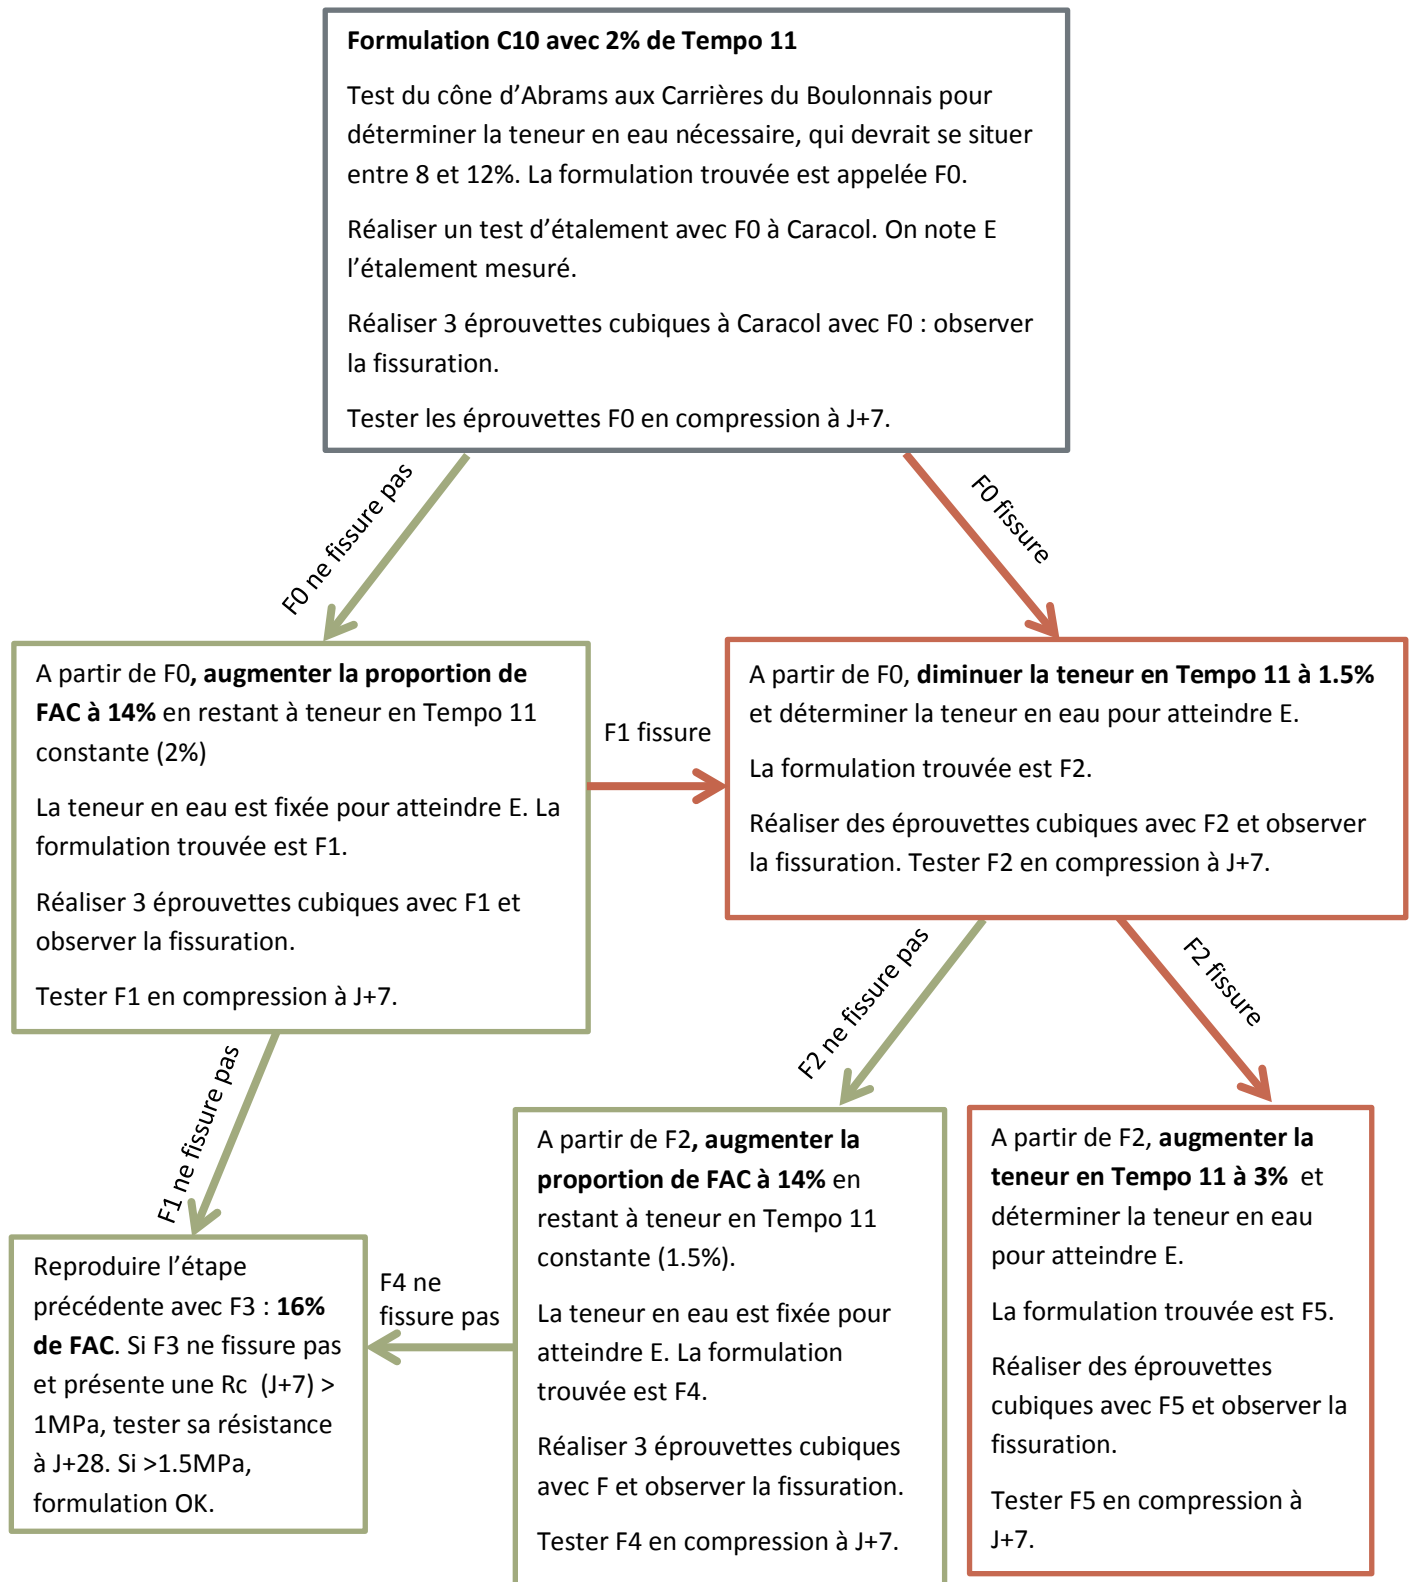 Formulation C10 avec 2% de Tempo 11
Test du cône d’Abrams aux Carrières du Boulonnais pour
déterminer la teneur en eau nécessaire, qui devrait se situer
entre 8 et 12%. La formulation trouvée est appelée F0.
Réaliser un test d’étalement avec F0 à Caracol. On note E
l’étalement mesuré.
Réaliser 3 éprouvettes cubiques à Caracol avec F0 : observer
la fissuration.
Tester les éprouvettes F0 en compression à J+7.
F0 ne fissure pas
F0 fissure
A partir de F0, augmenter la proportion de
FAC à 14% en restant à teneur en Tempo 11
constante (2%)
La teneur en eau est fixée pour atteindre E. La
formulation trouvée est F1.
Réaliser 3 éprouvettes cubiques avec F1 et
observer la fissuration.
Tester F1 en compression à J+7.
F1 fissure
A partir de F0, diminuer la teneur en Tempo 11 à 1.5%
et déterminer la teneur en eau pour atteindre E.
La formulation trouvée est F2.
Réaliser des éprouvettes cubiques avec F2 et observer
la fissuration. Tester F2 en compression à J+7.
F1 ne fissure pas
F2 ne fissure pas
F2 fissure
Reproduire l’étape
précédente avec F3 : 16%
de FAC. Si F3 ne fissure pas
et présente une Rc (J+7) >
1MPa, tester sa résistance
à J+28. Si >1.5MPa,
formulation OK.
F4 ne
fissure pas
A partir de F2, augmenter la
proportion de FAC à 14% en
restant à teneur en Tempo 11
constante (1.5%).
La teneur en eau est fixée pour
atteindre E. La formulation
trouvée est F4.
Réaliser 3 éprouvettes cubiques
avec F et observer la fissuration.
Tester F4 en compression à J+7.
A partir de F2, augmenter la
teneur en Tempo 11 à 3% et
déterminer la teneur en eau
pour atteindre E.
La formulation trouvée est F5.
Réaliser des éprouvettes
cubiques avec F5 et observer la
fissuration.
Tester F5 en compression à
J+7.